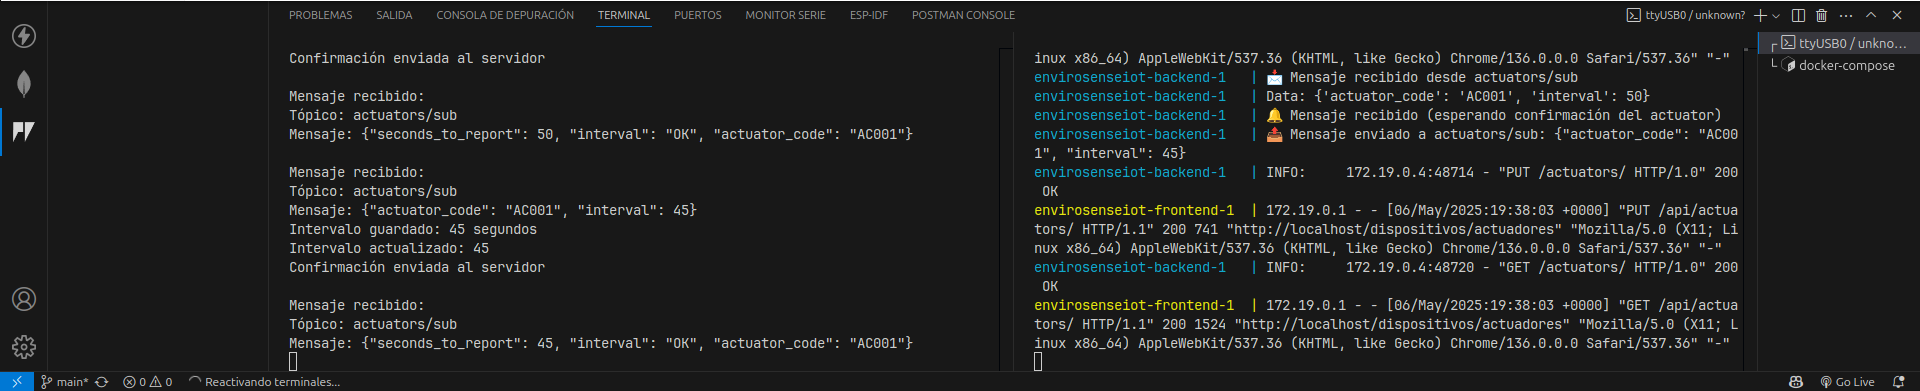 PROBLEMAS SALIDA CONSOLA DE DEPURACIÓN TERMINAL PUERTOS MONITOR SERIE ESP-IDF POSTMAN CONSOLE
ttyUSB0 / unknown?
Confirmación enviada al servidor
Mensaje recibido:
Tópico: actuators/sub
Mensaje: {"seconds_to_report": 50, "interval": "OK", "actuator_code": "AC001"}
Mensaje recibido:
Tópico: actuators/sub
Mensaje: {"actuator_code": "AC001", "interval": 45}
Intervalo guardado: 45 segundos
Intervalo actualizado: 45
Confirmación enviada al servidor
Mensaje recibido:
Tópico: actuators/sub
Mensaje: {"seconds_to_report": 45, "interval": "OK", "actuator_code": "AC001"}
inux x86_64) AppleWebKit/537.36 (KHTML, like Gecko) Chrome/136.0.0.0 Safari/537.36" "-"
envirosenseiot-backend-1 | 📩 Mensaje recibido desde actuators/sub
envirosenseiot-backend-1 | Data: {'actuator_code': 'AC001', 'interval': 50}
envirosenseiot-backend-1 | 🔔 Mensaje recibido (esperando confirmación del actuator)
envirosenseiot-backend-1 | 📤 Mensaje enviado a actuators/sub: {"actuator_code": "AC00
1", "interval": 45}
envirosenseiot-backend-1 | INFO: 172.19.0.4:48714 - "PUT /actuators/ HTTP/1.0" 200
OK
envirosenseiot-frontend-1 | 172.19.0.1 - - [06/May/2025:19:38:03 +0000] "PUT /api/actua
tors/ HTTP/1.1" 200 741 "http://localhost/dispositivos/actuadores" "Mozilla/5.0 (X11; Li
nux x86_64) AppleWebKit/537.36 (KHTML, like Gecko) Chrome/136.0.0.0 Safari/537.36" "-"
envirosenseiot-backend-1 | INFO: 172.19.0.4:48720 - "GET /actuators/ HTTP/1.0" 200
OK
envirosenseiot-frontend-1 | 172.19.0.1 - - [06/May/2025:19:38:03 +0000] "GET /api/actua
tors/ HTTP/1.1" 200 1524 "http://localhost/dispositivos/actuadores" "Mozilla/5.0 (X11; L
inux x86_64) AppleWebKit/537.36 (KHTML, like Gecko) Chrome/136.0.0.0 Safari/537.36" "-"
ttyUSB0 / unkno...
docker-compose
main* 0 0 Reactivando terminales...
Go Live